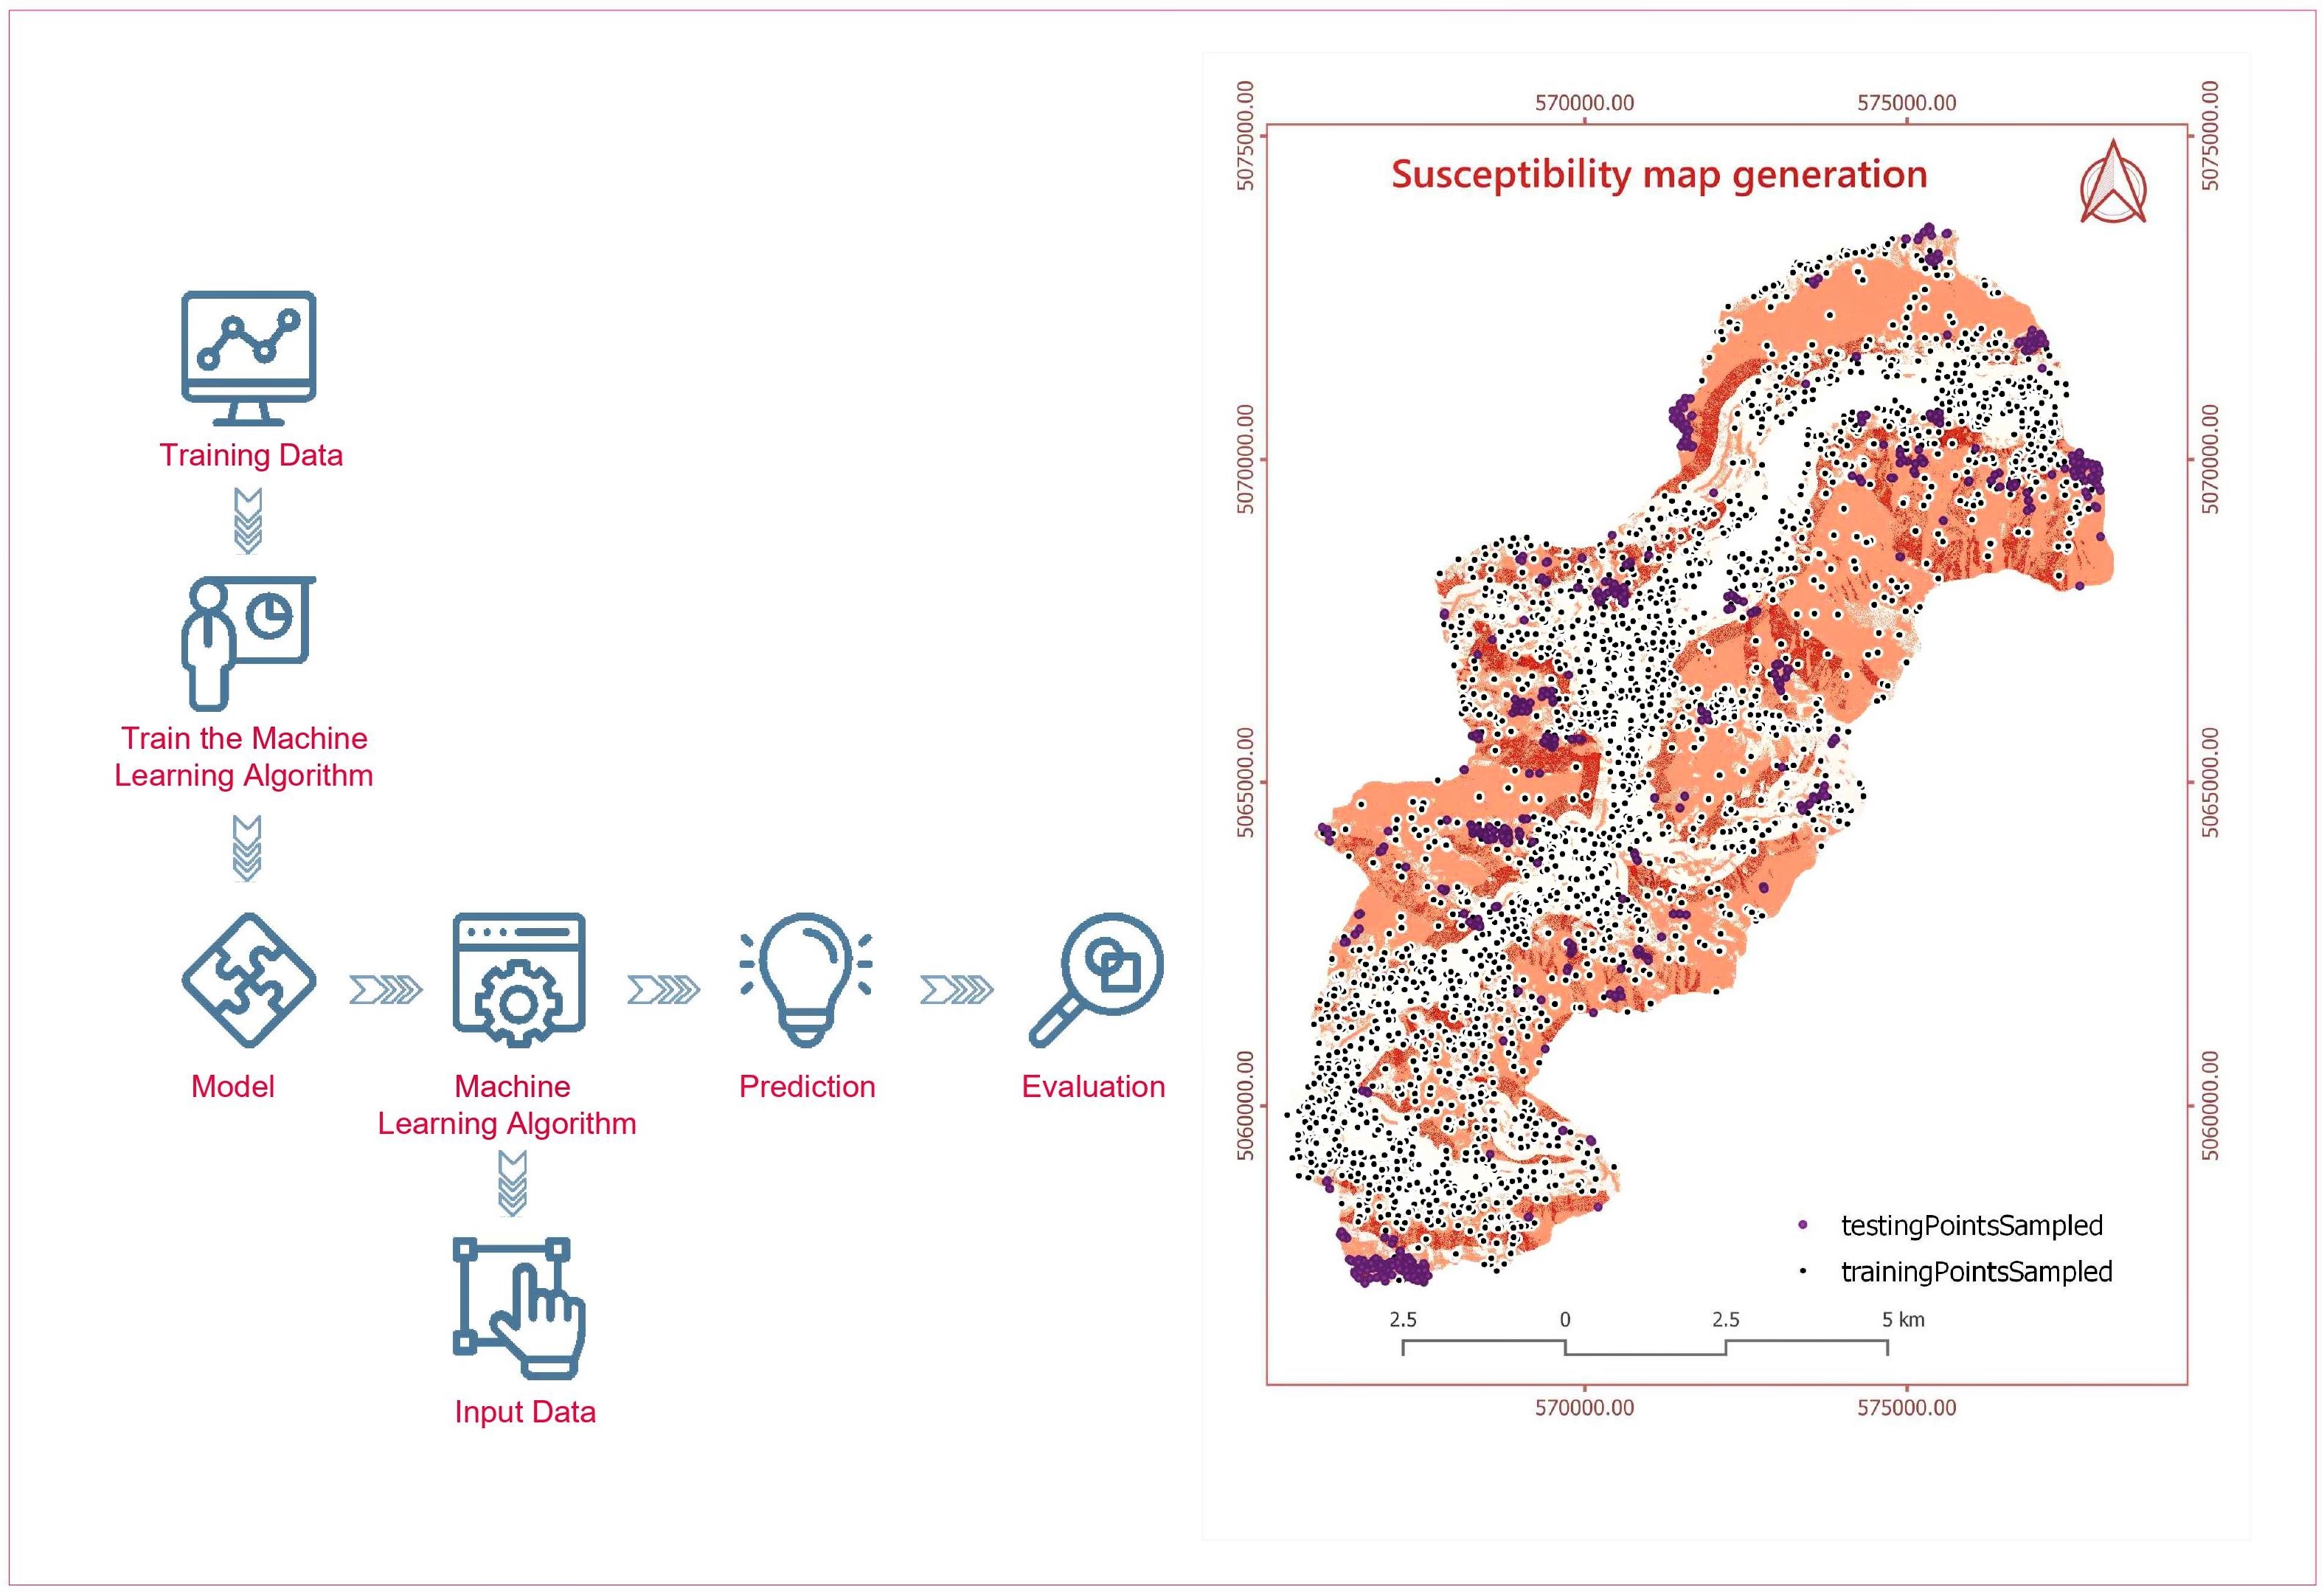 Training Data
Train the Machine
Learning Algorithm
Model
Machine
Learning Algorithm
Prediction
Evaluation
Input Data
570000.00
575000.00
5075000.00
5075000.00
Susceptibility map generation
5070000.00
5070000.00
5065000.00
5065000.00
5060000.00
5060000.00
testingPointsSampled
trainingPointsSampled
2.5 0 2.5 5 km
570000.00
575000.00